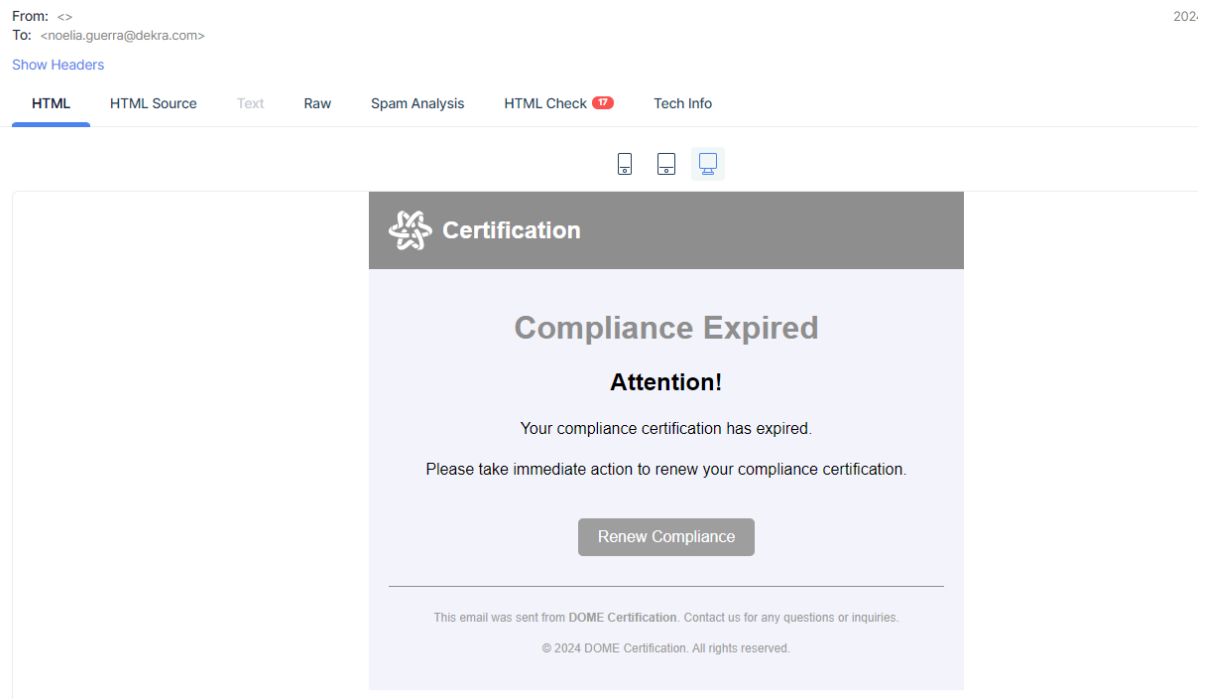 From: <>
2024
To: <noelia.guerra@dekra.com>
Show Headers
HTML HTML Source Text Raw Spam Analysis HTML Check 17 Tech Info
Certification
Compliance Expired
Attention!
Your compliance certification has expired.
Please take immediate action to renew your compliance certification.
Renew Compliance
This email was sent from DOME Certification. Contact us for any questions or inquiries.
© 2024 DOME Certification. All rights reserved.